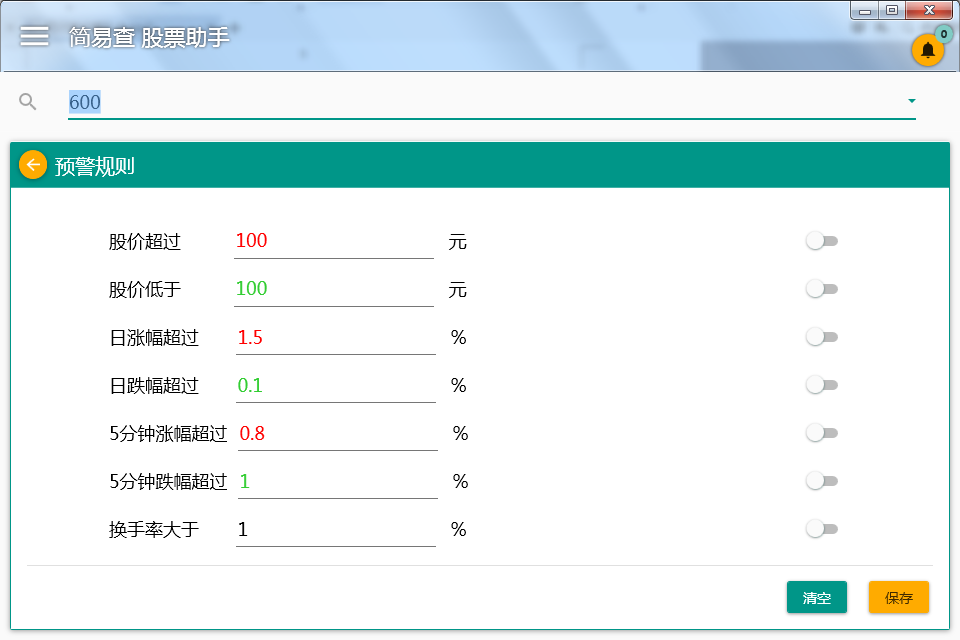 简易查 股票助手
0
600
预警规则
股价超过 100 元
股价低于 100 元
日涨幅超过 1.5 %
日跌幅超过 0.1 %
5分钟涨幅超过 0.8 %
5分钟跌幅超过 1 %
换手率大于 1 %
清空 保存